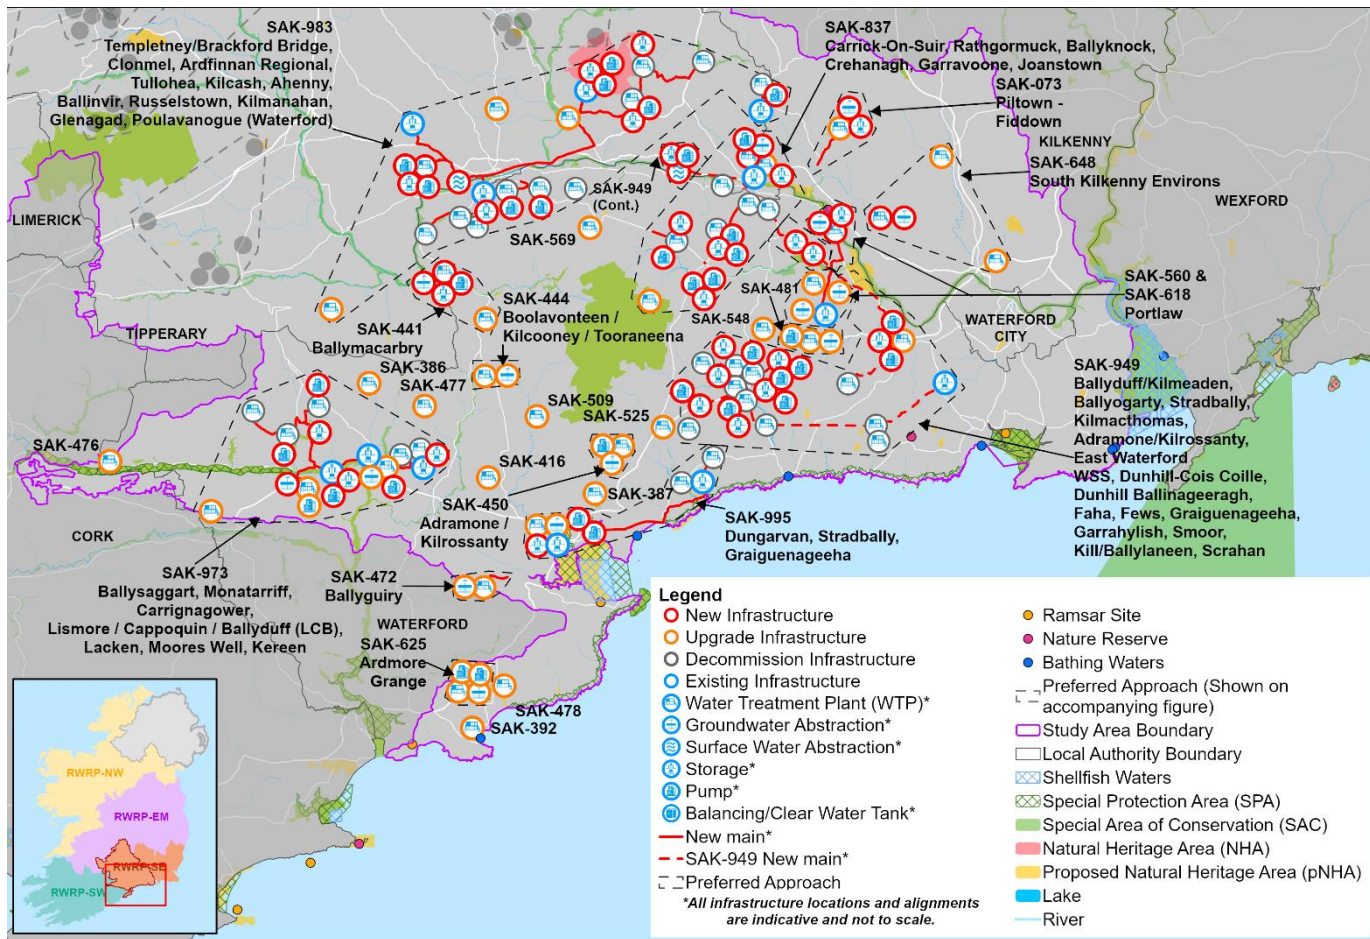 SAK-983
Templetney/Brackford Bridge,
Clonmel, Ardfinnan Regional,
Tullohea, Kilcash, Ahenny,
Ballinvir, Russelstown, Kilmanahan,
Glenagad, Poulavanogue (Waterford)
SAK-837
Carrick-On-Suir, Rathgormuck, Ballyknock,
Crehanagh, Garravoone, Joanstown
SAK-073
Piltown -
Fiddown
KILKENNY
SAK-648
South Kilkenny Environs
WEXFORD
LIMERICK
SAK-949
(Cont.)
SAK-569
SAK-481
SAK-560 &
SAK-618
Portlaw
SAK-444
Boolavonteen /
Kilcooney / Tooraneena
SAK-548
WATERFORD
CITY
TIPPERARY
SAK-441
Ballymacarbry
SAK-386
SAK-477
SAK-509
SAK-525
SAK-949
Ballyduff/Kilmeaden,
Ballyogarty, Stradbally,
Kilmacthomas,
Adramone/Kilrossanty,
East Waterford
WSS, Dunhill-Cois Coille,
Dunhill Ballinageeragh,
Faha, Fews, Graiguenageeha,
Garrahylish, Smoor,
Kill/Ballylaneen, Scrahan
SAK-476
SAK-416
SAK-387
SAK-450
Adramone /
Kilrossanty
SAK-995
Dungarvan, Stradbally,
Graiguenageeha
CORK
SAK-973
Ballysaggart, Monatarriff,
Carrignagower,
Lismore / Cappoquin / Ballyduff (LCB),
Lacken, Moores Well, Kereen
SAK-472
Ballyguiry
WATERFORD
SAK-625
Ardmore
Grange
SAK-478
SAK-392
RWRP-NW
RWRP-EM
RWRP-SE
RWRP-SW
Legend
New Infrastructure
Upgrade Infrastructure
Decommission Infrastructure
Existing Infrastructure
Water Treatment Plant (WTP)*
Groundwater Abstraction*
Surface Water Abstraction*
Storage*
Pump*
Balancing/Clear Water Tank*
New main*
SAK-949 New main*
Preferred Approach
*All infrastructure locations and alignments
are indicative and not to scale.
Ramsar Site
Nature Reserve
Bathing Waters
Preferred Approach (Shown on
accompanying figure)
Study Area Boundary
Local Authority Boundary
Shellfish Waters
Special Protection Area (SPA)
Special Area of Conservation (SAC)
Natural Heritage Area (NHA)
Proposed Natural Heritage Area (pNHA)
Lake
River